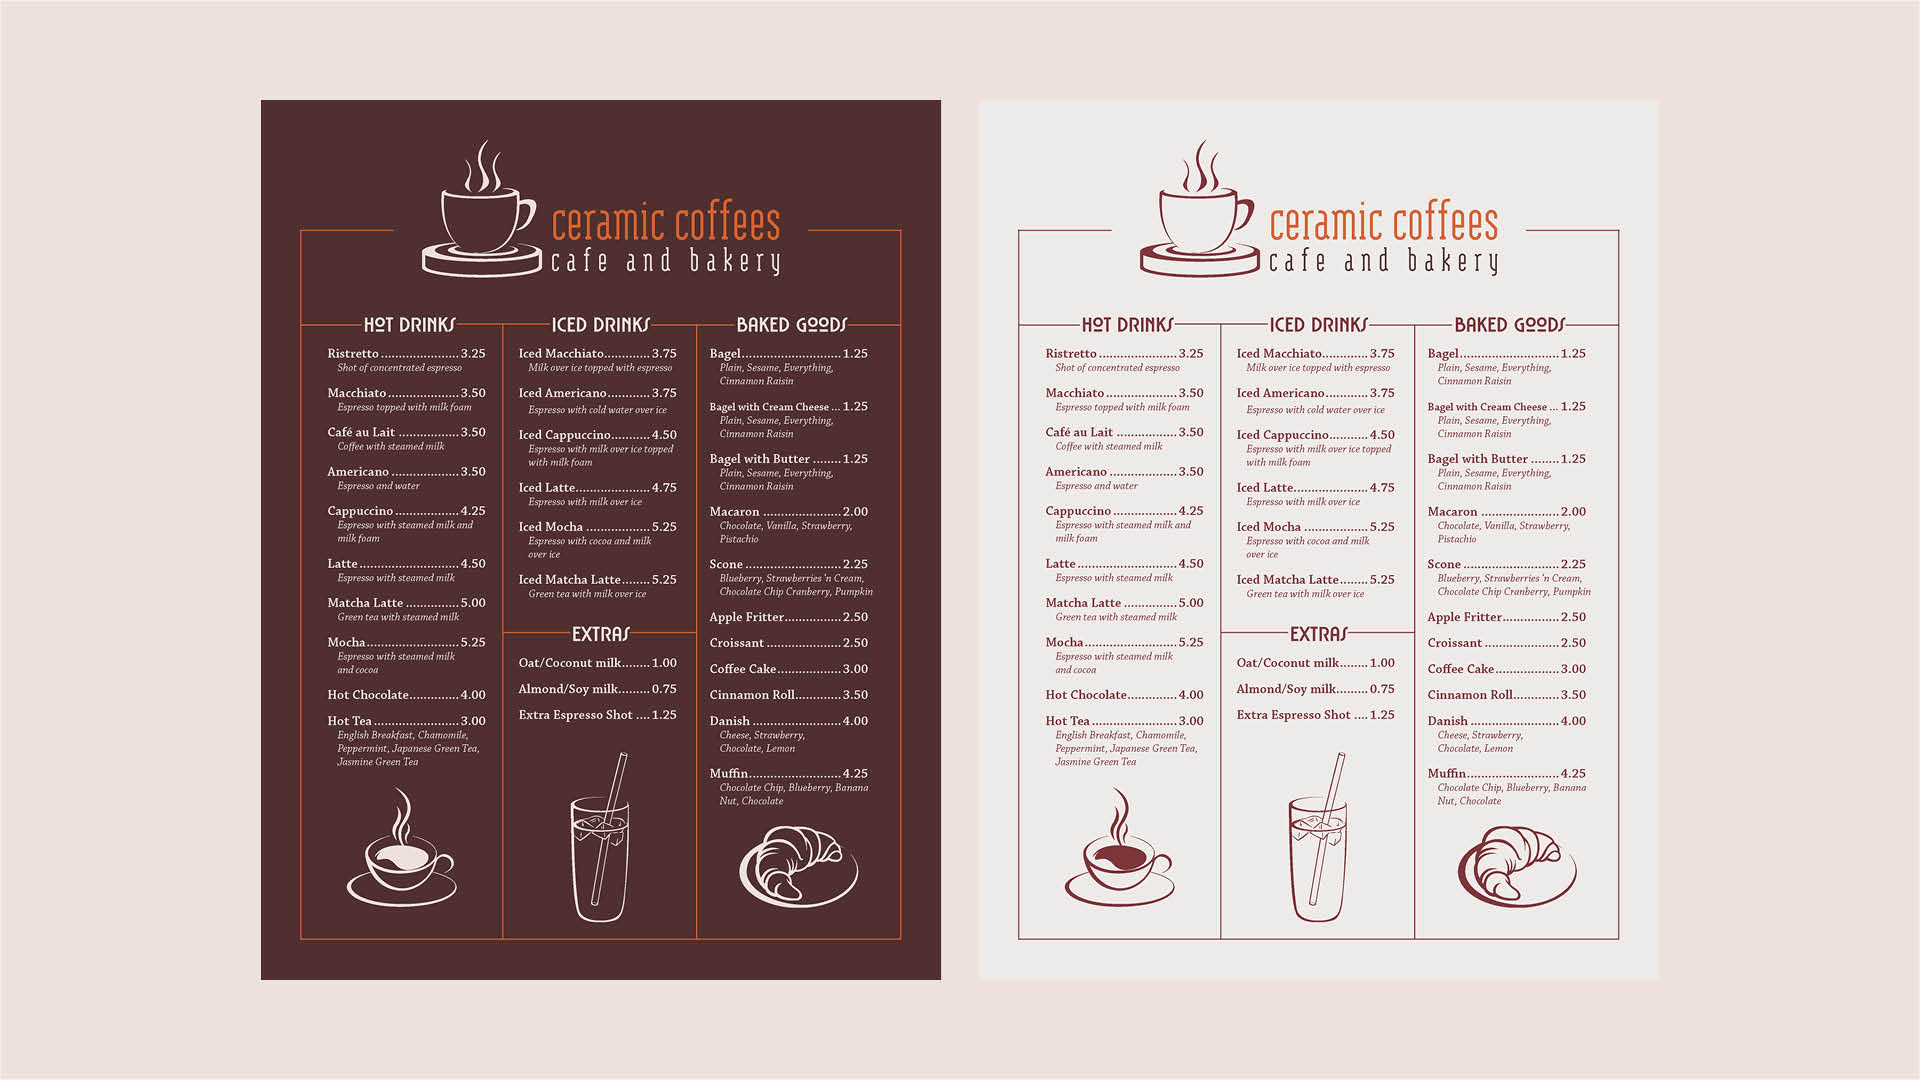 ceramic coffees
cafe and bakery
HOT DRINKS
Ristretto ...................... 3.25
Shot of concentrated espresso
Macchiato ................... 3.50
Espresso topped with milk foam
Café au Lait ................. 3.50
Coffee with steamed milk
Americano ................... 3.50
Espresso and water
Cappuccino .................. 4.25
Espresso with steamed milk and
milk foam
Latte ............................ 4.50
Espresso with steamed milk
Matcha Latte ............... 5.00
Green tea with steamed milk
Mocha.......................... 5.25
Espresso with steamed milk
and cocoa
Hot Chocolate.............. 4.00
Hot Tea ........................ 3.00
English Breakfast, Chamomile,
Peppermint, Japanese Green Tea,
Jasmine Green Tea
ICED DRINKS
Iced Macchiato............. 3.75
Milk over ice topped with espresso
Iced Americano............ 3.75
Espresso with cold water over ice
Iced Cappuccino........... 4.50
Espresso with milk over ice topped
with milk foam
Iced Latte..................... 4.75
Espresso with milk over ice
Iced Mocha .................. 5.25
Espresso with cocoa and milk
over ice
Iced Matcha Latte........ 5.25
Green tea with milk over ice
EXTRAS
Oat/Coconut milk........ 1.00
Almond/Soy milk......... 0.75
Extra Espresso Shot .... 1.25
BAKED GOODS
Bagel............................ 1.25
Plain, Sesame, Everything,
Cinnamon Raisin
Bagel with Cream Cheese ... 1.25
Plain, Sesame, Everything,
Cinnamon Raisin
Bagel with Butter ........ 1.25
Plain, Sesame, Everything,
Cinnamon Raisin
Macaron ...................... 2.00
Chocolate, Vanilla, Strawberry,
Pistachio
Scone ........................... 2.25
Blueberry, Strawberries 'n Cream,
Chocolate Chip Cranberry, Pumpkin
Apple Fritter................ 2.50
Croissant ..................... 2.50
Coffee Cake.................. 3.00
Cinnamon Roll............. 3.50
Danish ......................... 4.00
Cheese, Strawberry,
Chocolate, Lemon
Muffin.......................... 4.25
Chocolate Chip, Blueberry, Banana
Nut, Chocolate
ceramic coffees
cafe and bakery
HOT DRINKS
Ristretto ...................... 3.25
Shot of concentrated espresso
Macchiato ................... 3.50
Espresso topped with milk foam
Café au Lait ................. 3.50
Coffee with steamed milk
Americano ................... 3.50
Espresso and water
Cappuccino .................. 4.25
Espresso with steamed milk and
milk foam
Latte ............................ 4.50
Espresso with steamed milk
Matcha Latte ............... 5.00
Green tea with steamed milk
Mocha.......................... 5.25
Espresso with steamed milk
and cocoa
Hot Chocolate.............. 4.00
Hot Tea ........................ 3.00
English Breakfast, Chamomile,
Peppermint, Japanese Green Tea,
Jasmine Green Tea
ICED DRINKS
Iced Macchiato............. 3.75
Milk over ice topped with espresso
Iced Americano............ 3.75
Espresso with cold water over ice
Iced Cappuccino........... 4.50
Espresso with milk over ice topped
with milk foam
Iced Latte..................... 4.75
Espresso with milk over ice
Iced Mocha .................. 5.25
Espresso with cocoa and milk
over ice
Iced Matcha Latte........ 5.25
Green tea with milk over ice
EXTRAS
Oat/Coconut milk........ 1.00
Almond/Soy milk......... 0.75
Extra Espresso Shot .... 1.25
BAKED GOODS
Bagel............................ 1.25
Plain, Sesame, Everything,
Cinnamon Raisin
Bagel with Cream Cheese ... 1.25
Plain, Sesame, Everything,
Cinnamon Raisin
Bagel with Butter ........ 1.25
Plain, Sesame, Everything,
Cinnamon Raisin
Macaron ...................... 2.00
Chocolate, Vanilla, Strawberry,
Pistachio
Scone ........................... 2.25
Blueberry, Strawberries 'n Cream,
Chocolate Chip Cranberry, Pumpkin
Apple Fritter................ 2.50
Croissant ..................... 2.50
Coffee Cake.................. 3.00
Cinnamon Roll............. 3.50
Danish ......................... 4.00
Cheese, Strawberry,
Chocolate, Lemon
Muffin.......................... 4.25
Chocolate Chip, Blueberry, Banana
Nut, Chocolate